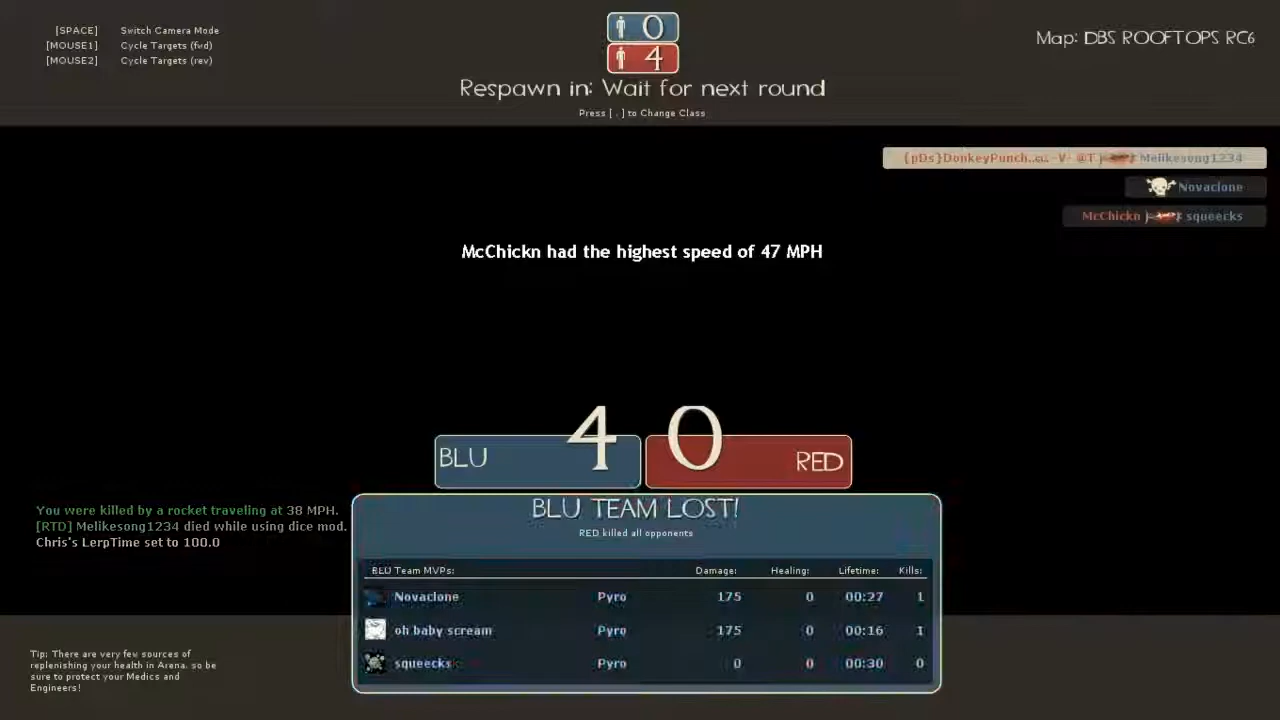 [SPACE] Switch Camera Mode
[MOUSE1] Cycle Targets (fwd)
[MOUSE2] Cycle Targets (rev)
0
4
Respawn in: Wait for next round
Press [ . ] to Change Class
Map: DBS ROOFTOPS RC6
{pDs}DonkeyPunch Melikesong1234
Novaclone
McChickn squeecks
McChickn had the highest speed of 47 MPH
BLU 4 0 RED
You were killed by a rocket traveling at 38 MPH.
[RTD] Melikesong1234 died while using dice mod.
Chris's LerpTime set to 100.0
BLU TEAM LOST!
RED killed all opponents
Team MVPs: Damage: Healing: Lifetime: Kills:
Novaclone Pyro 175 0 00:27 1
oh baby scream Pyro 175 0 00:16 1
squeecks Pyro 0 0 00:30 0
Tip: There are very few sources of
replenishing your health in Arena, so be
sure to protect your Medics and
Engineers!